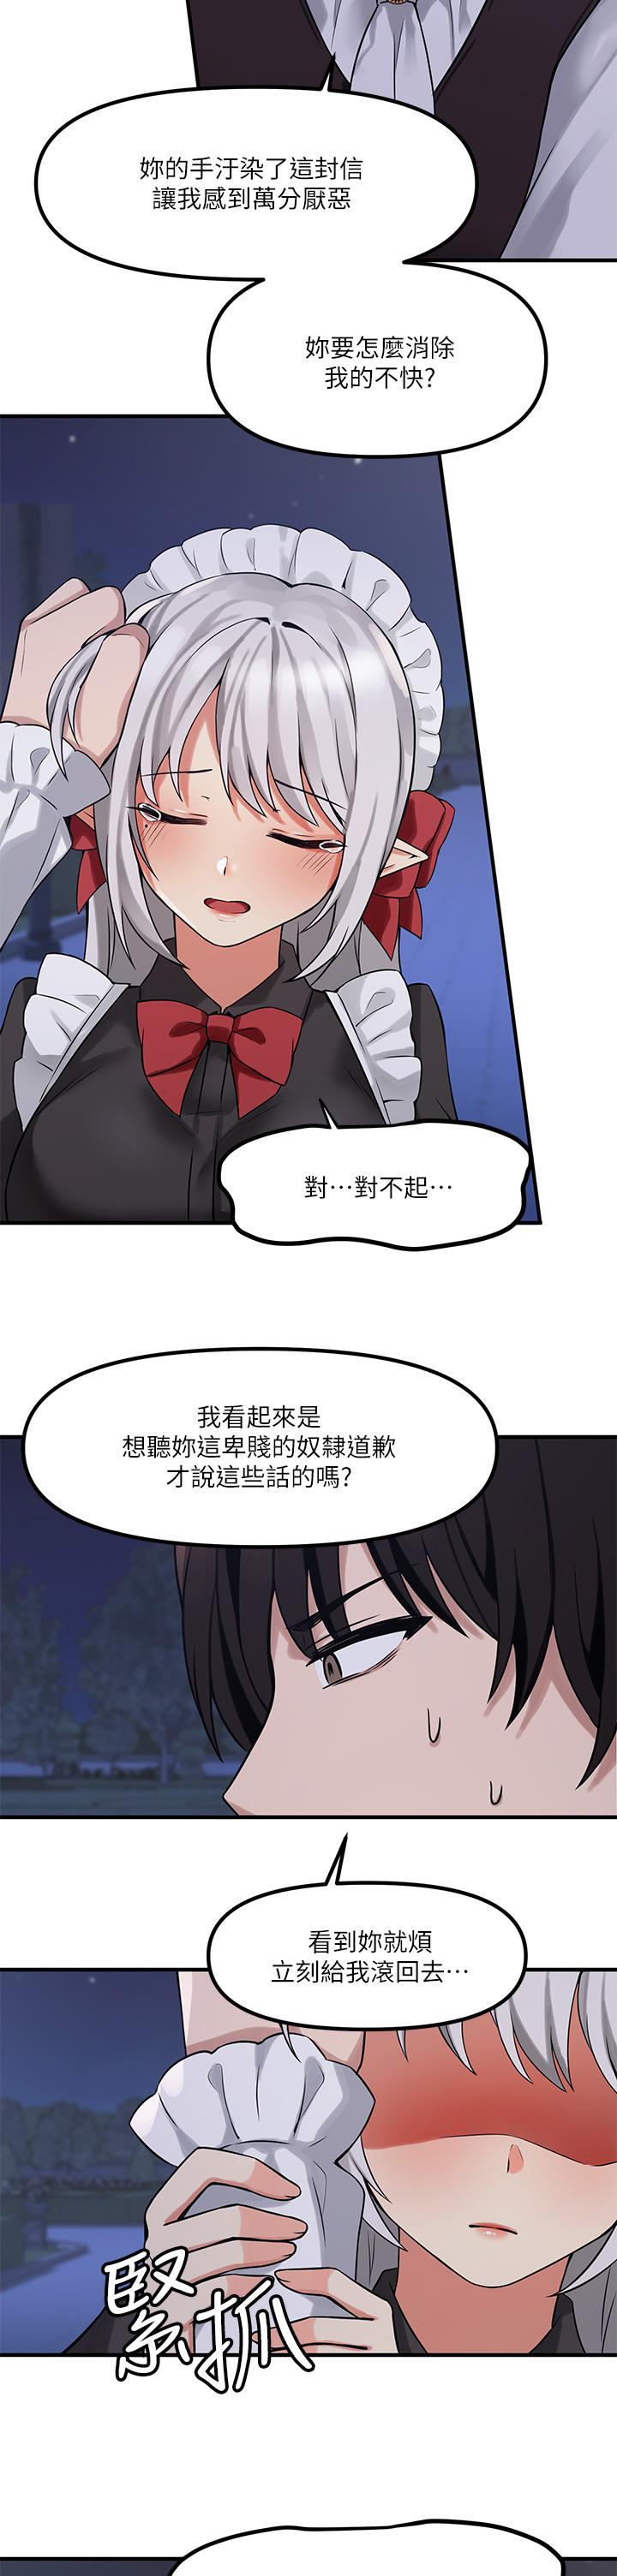 妳的手汙染了這封信
讓我感到萬分厭惡
妳要怎麼消除
我的不快?
對…對不起…
我看起來是
想聽妳這卑賤的奴隸道歉
才說這些話的嗎?
看到妳就煩
立刻給我滾回去…
緊抓